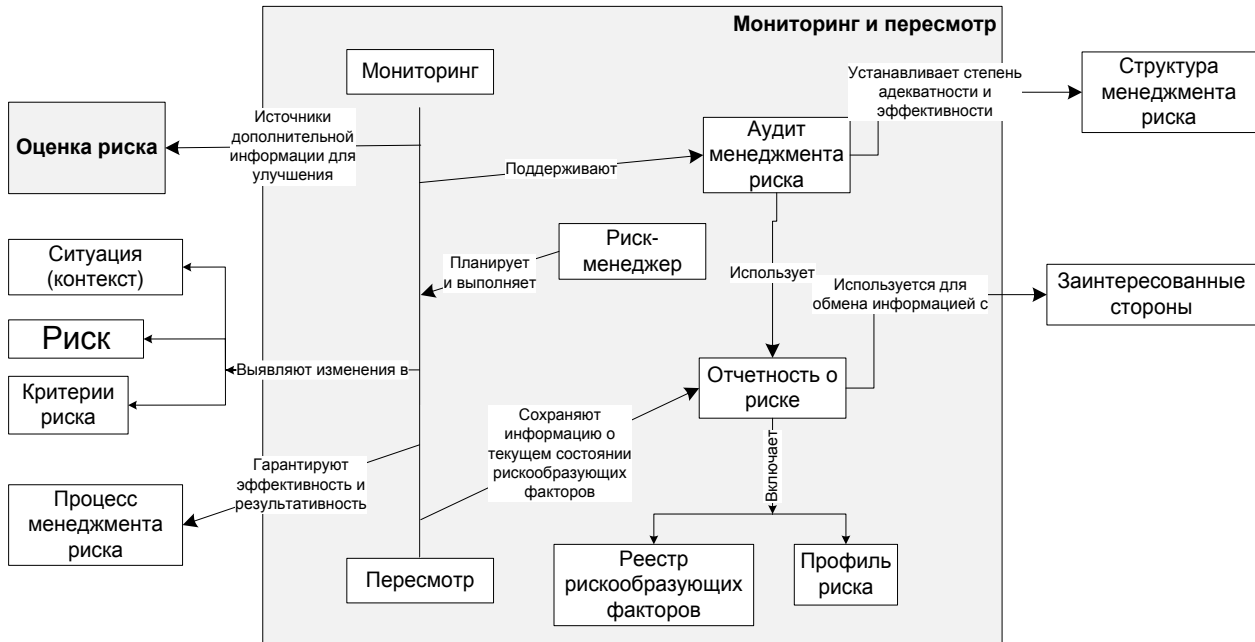 Мониторинг и пересмотр
Мониторинг
Устанавливает степень
адекватности и
эффективности
Структура
менеджмента
риска
Оценка риска
Источники
дополнительной
информации для
улучшения
Поддерживают
Аудит
менеджмента
риска
Ситуация
(контекст)
Риск
Критерии
риска
Выявляют изменения в
Планирует
и выполняет
Риск-
менеджер
Использует
Используется для
обмена информацией с
Заинтересованные
стороны
Отчетность о
риске
Сохраняют
информацию о
текущем состоянии
рискообразующих
факторов
Гарантируют
эффективность и
результативность
Процесс
менеджмента
риска
Включает
Пересмотр
Реестр
рискообразующих
факторов
Профиль
риска